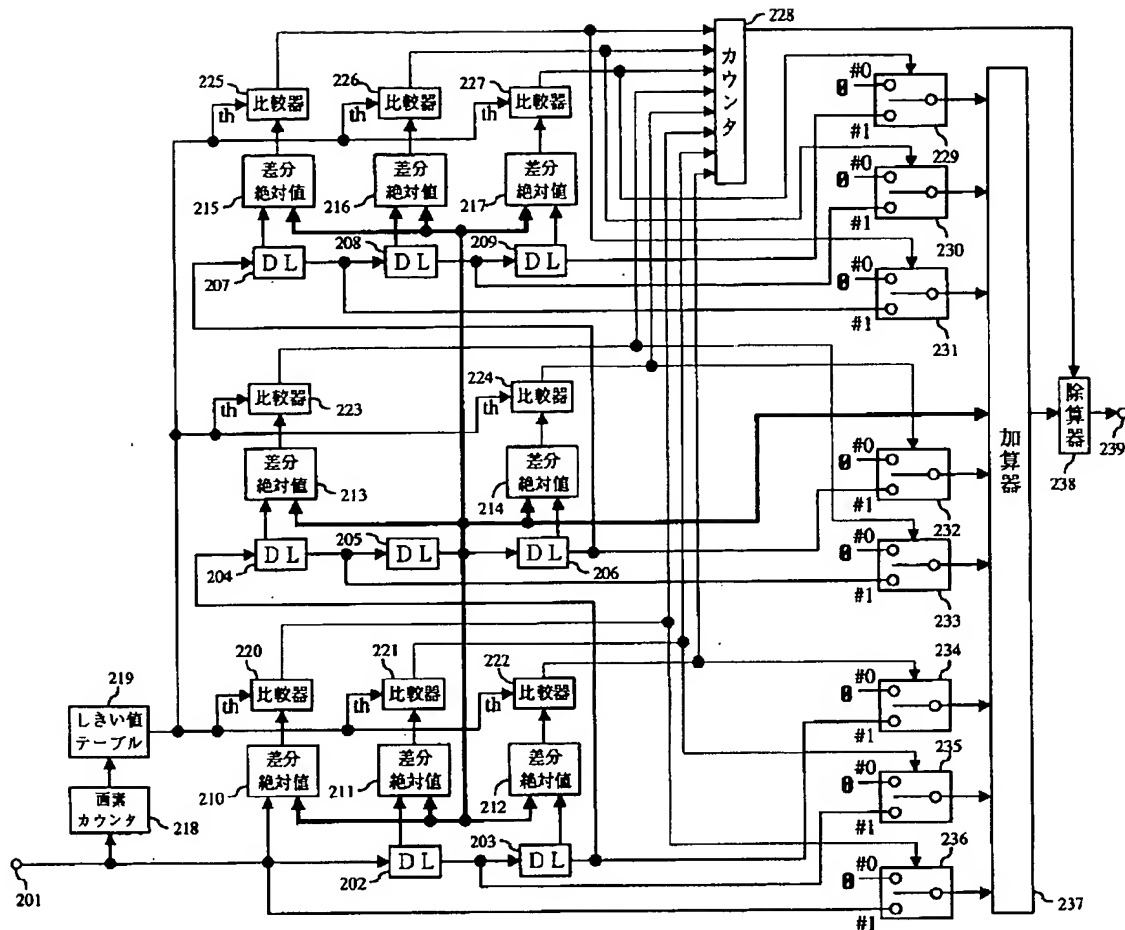 228
カウンタ
225
比較器
226
比較器
227
比較器
th
th
th
#0
0
#1
229
差分
絶対値
215
差分
絶対値
216
差分
絶対値
217
#0
0
#1
230
DL
207
208
DL
209
DL
#0
0
#1
231
比較器
223
th
224
比較器
th
除算器
238
239
加算器
差分
絶対値
213
差分
絶対値
214
#0
0
#1
232
DL
204
205
DL
DL
206
#0
0
#1
233
220
比較器
th
221
比較器
th
222
比較器
th
234
#0
0
#1
219
しきい値
テーブル
差分
絶対値
210
差分
絶対値
211
差分
絶対値
212
235
#0
0
#1
画素
カウンタ
218
201
DL
202
203
DL
236
#0
0
#1
237